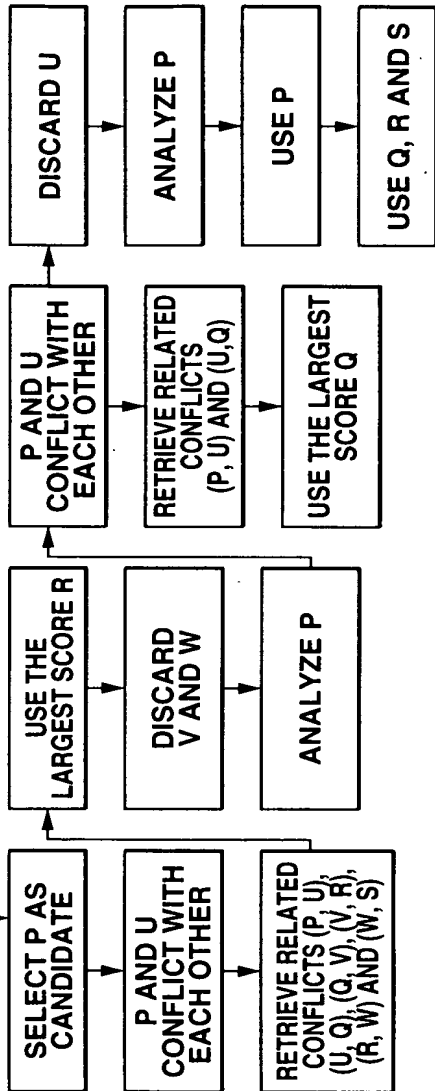 SELECT P AS
CANDIDATE
P AND U
CONFLICT WITH
EACH OTHER
RETRIEVE RELATED
CONFLICTS (P, U),
(U, Q), (Q, V), (V, R),
(R, W) AND (W, S)
USE THE
LARGEST SCORE R
DISCARD
V AND W
ANALYZE P
P AND U
CONFLICT WITH
EACH OTHER
RETRIEVE RELATED
CONFLICTS
(P, U) AND (U,Q)
USE THE LARGEST
SCORE Q
DISCARD U
ANALYZE P
USE P
USE Q, R AND S